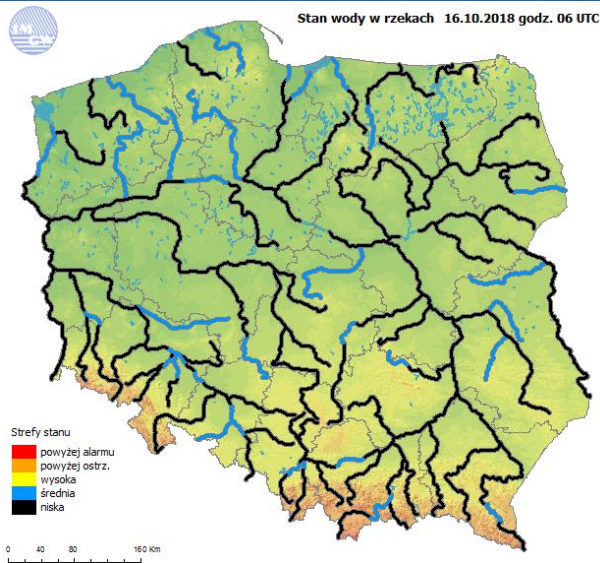 Stan wody w rzekach 16.10.2018 godz. 06 UTC
Strefy stanu
powyżej alarmu
powyżej ostrz.
wysoka
średnia
niska
0 40 80 160 Km